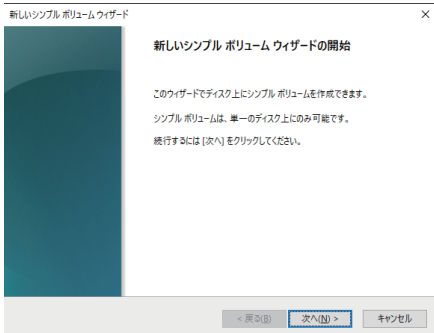 新しいシンプル ボリューム ウィザード
新しいシンプル ボリューム ウィザードの開始
このウィザードでディスク上にシンプル ボリュームを作成できます。
シンプル ボリュームは、単一のディスク上にのみ可能です。
続行するには [次へ] をクリックしてください。
< 戻る(B) 次へ(N) > キャンセル